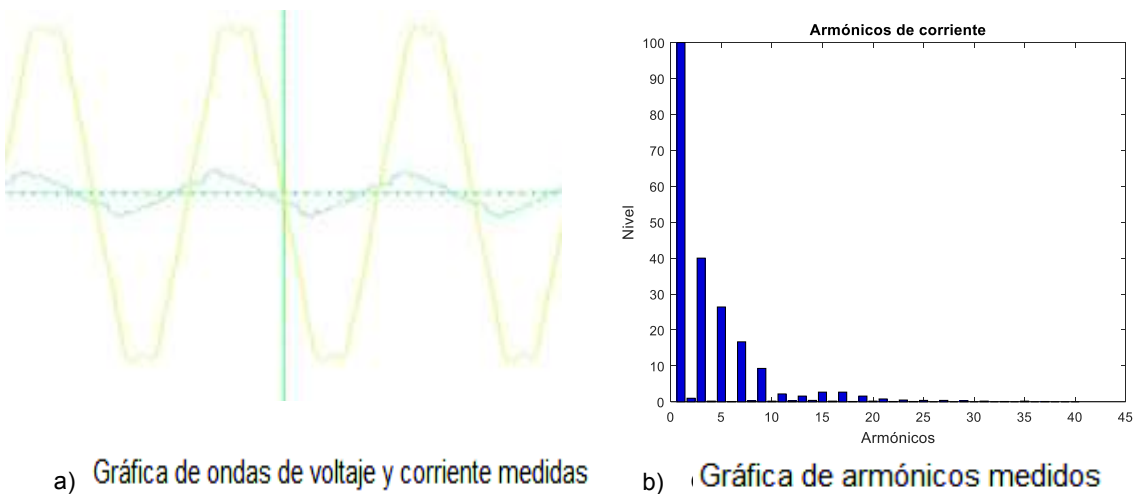 Armónicos de corriente
100
90
80
70
60
50
40
30
20
10
0
Nivel
0 5 10 15 20 25 30 35 40 45
Armónicos
a) Gráfica de ondas de voltaje y corriente medidas
b) Gráfica de armónicos medidos